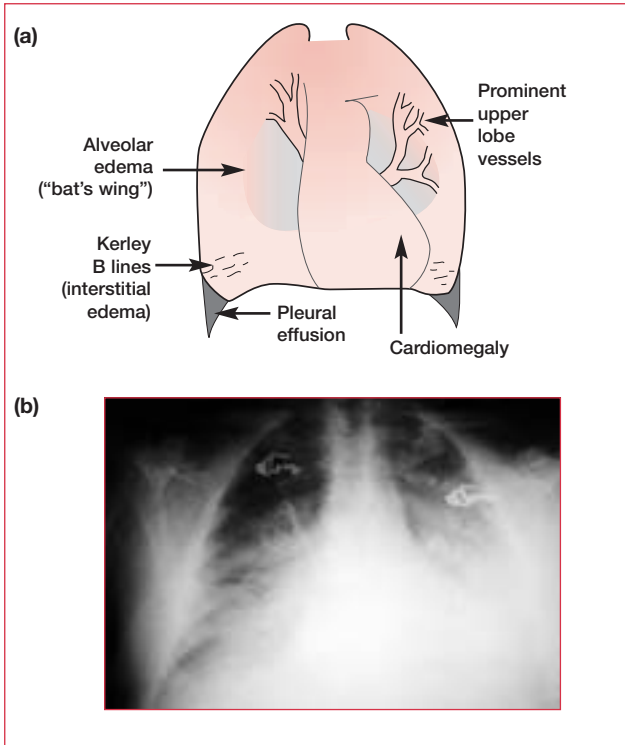 (a)
Prominent
upper
lobe
vessels
Alveolar
edema
(“bat’s wing”)
Kerley
B lines
(interstitial
edema)
Pleural
effusion
Cardiomegaly
(b)